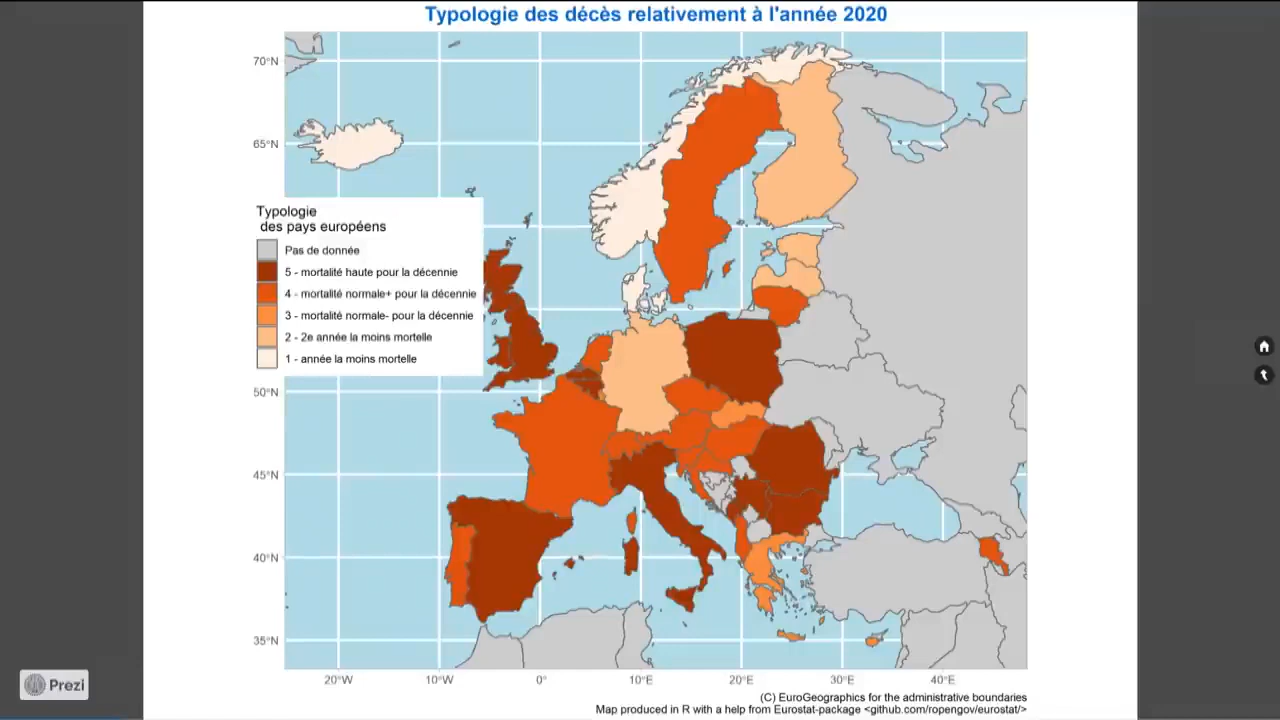 Typologie des décès relativement à l'année 2020
70°N
65°N
Typologie
des pays européens
Pas de donnée
5 - mortalité haute pour la décennie
4 - mortalité normale+ pour la décennie
3 - mortalité normale- pour la décennie
2 - 2e année la moins mortelle
1 - année la moins mortelle
50°N
45°N
40°N
35°N
20°W
10°W
0°
10°E
20°E
30°E
40°E
(C) EuroGeographics for the administrative boundaries
Map produced in R with a help from Eurostat-package <github.com/ropengov/eurostat/>
Prezi